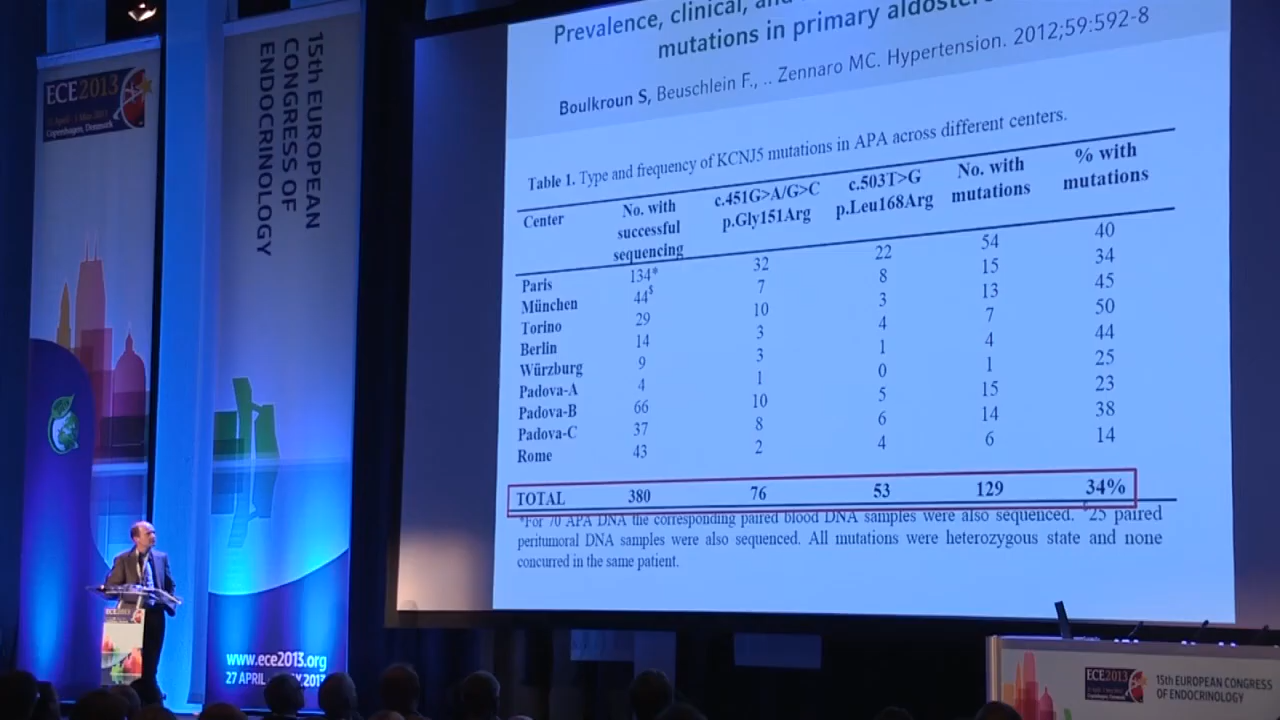 Prevalence, clinical, and
mutations in primary
Boulkroun S, Beuschlein F., .. Zennaro MC. Hypertension. 2012;59:592-8
Table 1. Type and frequency of KCNJ5 mutations in APA across different centers.
Center No. with successful sequencing c.451G>A/G>C p.Gly151Arg c.503T>G p.Leu168Arg No. with mutations % with mutations
Paris 134* 32 22 54 40
München 44$ 7 8 15 34
Torino 29 10 3 13 45
Berlin 14 3 4 7 50
Würzburg 9 3 1 4 44
Padova-A 4 1 0 1 25
Padova-B 66 10 5 15 23
Padova-C 37 8 6 14 38
Rome 43 2 4 6 14
TOTAL 380 76 53 129 34%
*For 70 APA DNA the corresponding paired blood DNA samples were also sequenced. $25 paired
peritumoral DNA samples were also sequenced. All mutations were heterozygous state and none
concurred in the same patient.
ECE2013
Copenhagen, Denmark
15th EUROPEAN
CONGRESS OF
ENDOCRINOLOGY
www.ece2013.org
27 APRIL
2013
ECE2013
ECE2013
15th EUROPEAN CONGRESS
OF ENDOCRINOLOGY